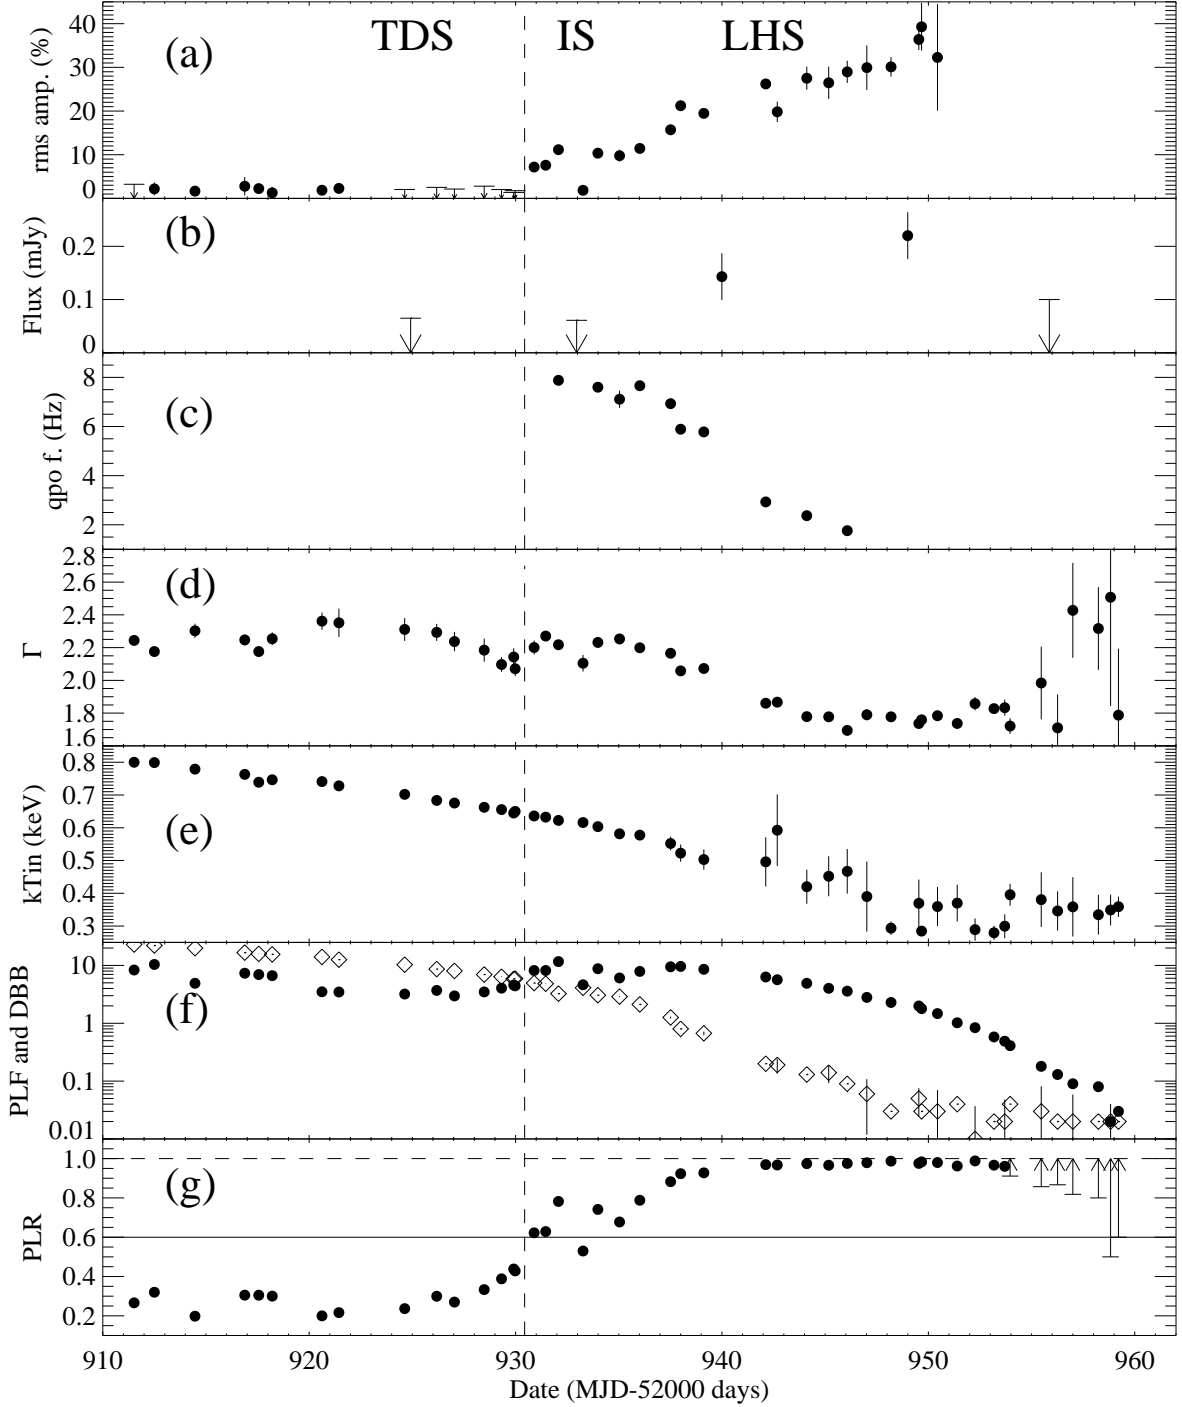 TDS IS LHS
(a)
rms amp. (%)
40
30
20
10
0
(b)
Flux (mJy)
0.2
0.1
0
(c)
qpo f. (Hz)
8
6
4
2
(d)
Γ
2.8
2.6
2.4
2.2
2.0
1.8
1.6
(e)
kTin (keV)
0.8
0.7
0.6
0.5
0.4
0.3
(f)
PLF and DBB
10
1
0.1
0.01
(g)
PLR
1.0
0.8
0.6
0.4
0.2
910 920 930 940 950 960
Date (MJD-52000 days)